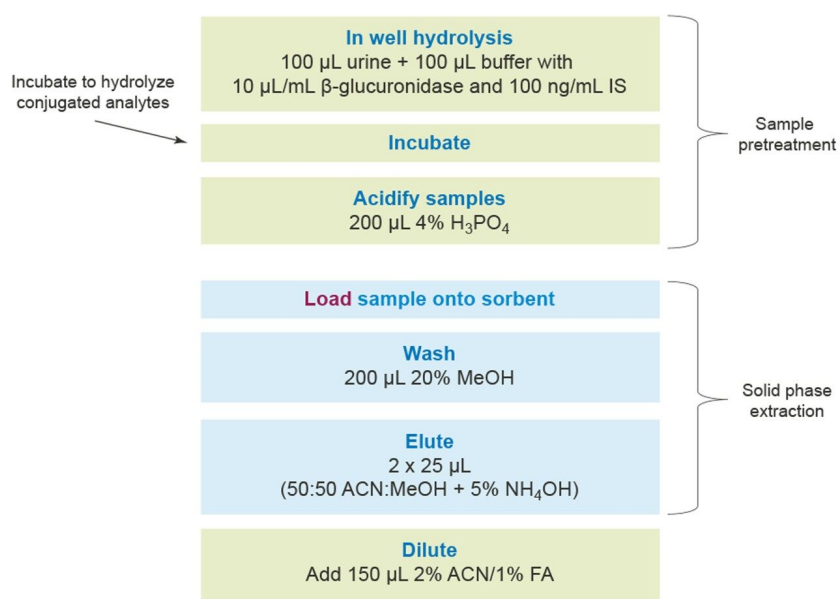 In well hydrolysis
100 µL urine + 100 µL buffer with
10 µL/mL β-glucuronidase and 100 ng/mL IS
Incubate to hydrolyze
conjugated analytes
Incubate
Sample
pretreatment
Acidify samples
200 µL 4% H₃PO₄
Load sample onto sorbent
Wash
200 µL 20% MeOH
Solid phase
extraction
Elute
2 x 25 µL
(50:50 ACN:MeOH + 5% NH₄OH)
Dilute
Add 150 µL 2% ACN/1% FA